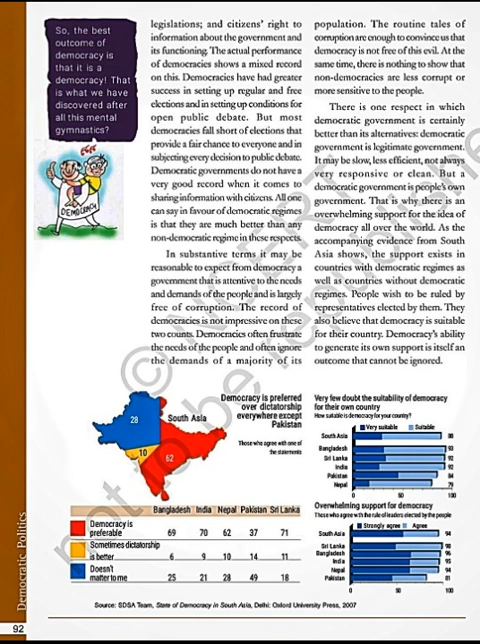 So, the best
outcome of
democracy is
that it is a
democracy! That
is what we have
discovered after
all this mental
gymnastics?
DEMOCRACY
legislations; and citizens' right to
information about the government and
its functioning. The actual performance
of democracies shows a mixed record
on this. Democracies have had greater
success in setting up regular and free
elections and in setting up conditions for
open public debate. But most
democracies fall short of elections that
provide a fair chance to everyone and in
subjecting every decision to public debate.
Democratic governments do not have a
very good record when it comes to
sharing information with citizens. All one
can say in favour of democratic regimes
is that they are much better than any
non-democratic regime in these respects.
In substantive terms it may be
reasonable to expect from democracy a
government that is attentive to the needs
and demands of the people and is largely
free of corruption. The record of
democracies is not impressive on these
two counts. Democracies often frustrate
the needs of the people and often ignore
the demands of a majority of its
population. The routine tales of
corruption are enough to convince us that
democracy is not free of this evil. At the
same time, there is nothing to show that
non-democracies are less corrupt or
more sensitive to the people.
There is one respect in which
democratic government is certainly
better than its alternatives: democratic
government is legitimate government.
It may be slow, less efficient, not always
very responsive or clean. But a
democratic government is people's own
government. That is why there is an
overwhelming support for the idea of
democracy all over the world. As the
accompanying evidence from South
Asia shows, the support exists in
countries with democratic regimes as
well as countries without democratic
regimes. People wish to be ruled by
representatives elected by them. They
also believe that democracy is suitable
for their country. Democracy's ability
to generate its own support is itself an
outcome that cannot be ignored.
© NCERT
not to be republished
28
10
62
South Asia
Democracy is preferred
over dictatorship
everywhere except
Pakistan
Those who agree with one of
the statements
Bangladesh India Nepal Pakistan Sri Lanka
Democracy is
preferable 69 70 62 37 71
Sometimes dictatorship
is better 6 9 10 14 11
Doesn't
matter to me 25 21 28 49 18
Very few doubt the suitability of democracy
for their own country
How suitable is democracy for your country?
Very suitable Suitable
South Asia 88
Bangladesh 93
Sri Lanka 92
India 92
Pakistan 84
Nepal 79
0 50 100
Overwhelming support for democracy
Those who agree with the rule of leaders elected by the people
Strongly agree Agree
South Asia 94
Sri Lanka 98
Bangladesh 96
India 95
Nepal 94
Pakistan 81
0 50 100
Source: SDSA Team, State of Democracy in South Asia, Delhi: Oxford University Press, 2007
Democratic Politics
92